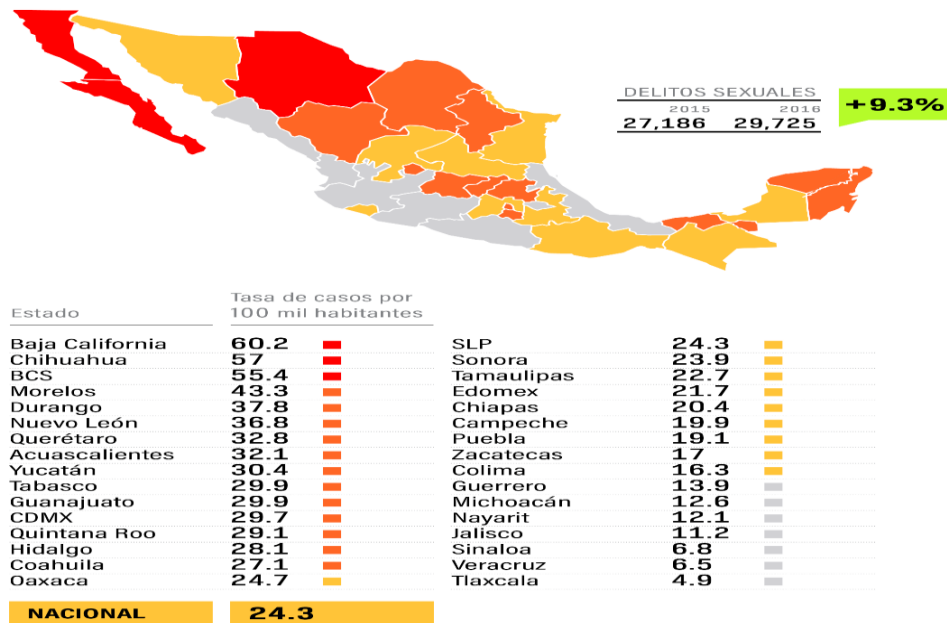 DELITOS SEXUALES
2015 2016
27,186 29,725
+9.3%
Estado
Tasa de casos por
100 mil habitantes
Baja California 60.2
Chihuahua 57
BCS 55.4
Morelos 43.3
Durango 37.8
Nuevo León 36.8
Querétaro 32.8
Acuascalientes 32.1
Yucatán 30.4
Tabasco 29.9
Guanajuato 29.9
CDMX 29.7
Quintana Roo 29.1
Hidalgo 28.1
Coahuila 27.1
Oaxaca 24.7
SLP 24.3
Sonora 23.9
Tamaulipas 22.7
Edomex 21.7
Chiapas 20.4
Campeche 19.9
Puebla 19.1
Zacatecas 17
Colima 16.3
Guerrero 13.9
Michoacán 12.6
Nayarit 12.1
Jalisco 11.2
Sinaloa 6.8
Veracruz 6.5
Tlaxcala 4.9
NACIONAL 24.3